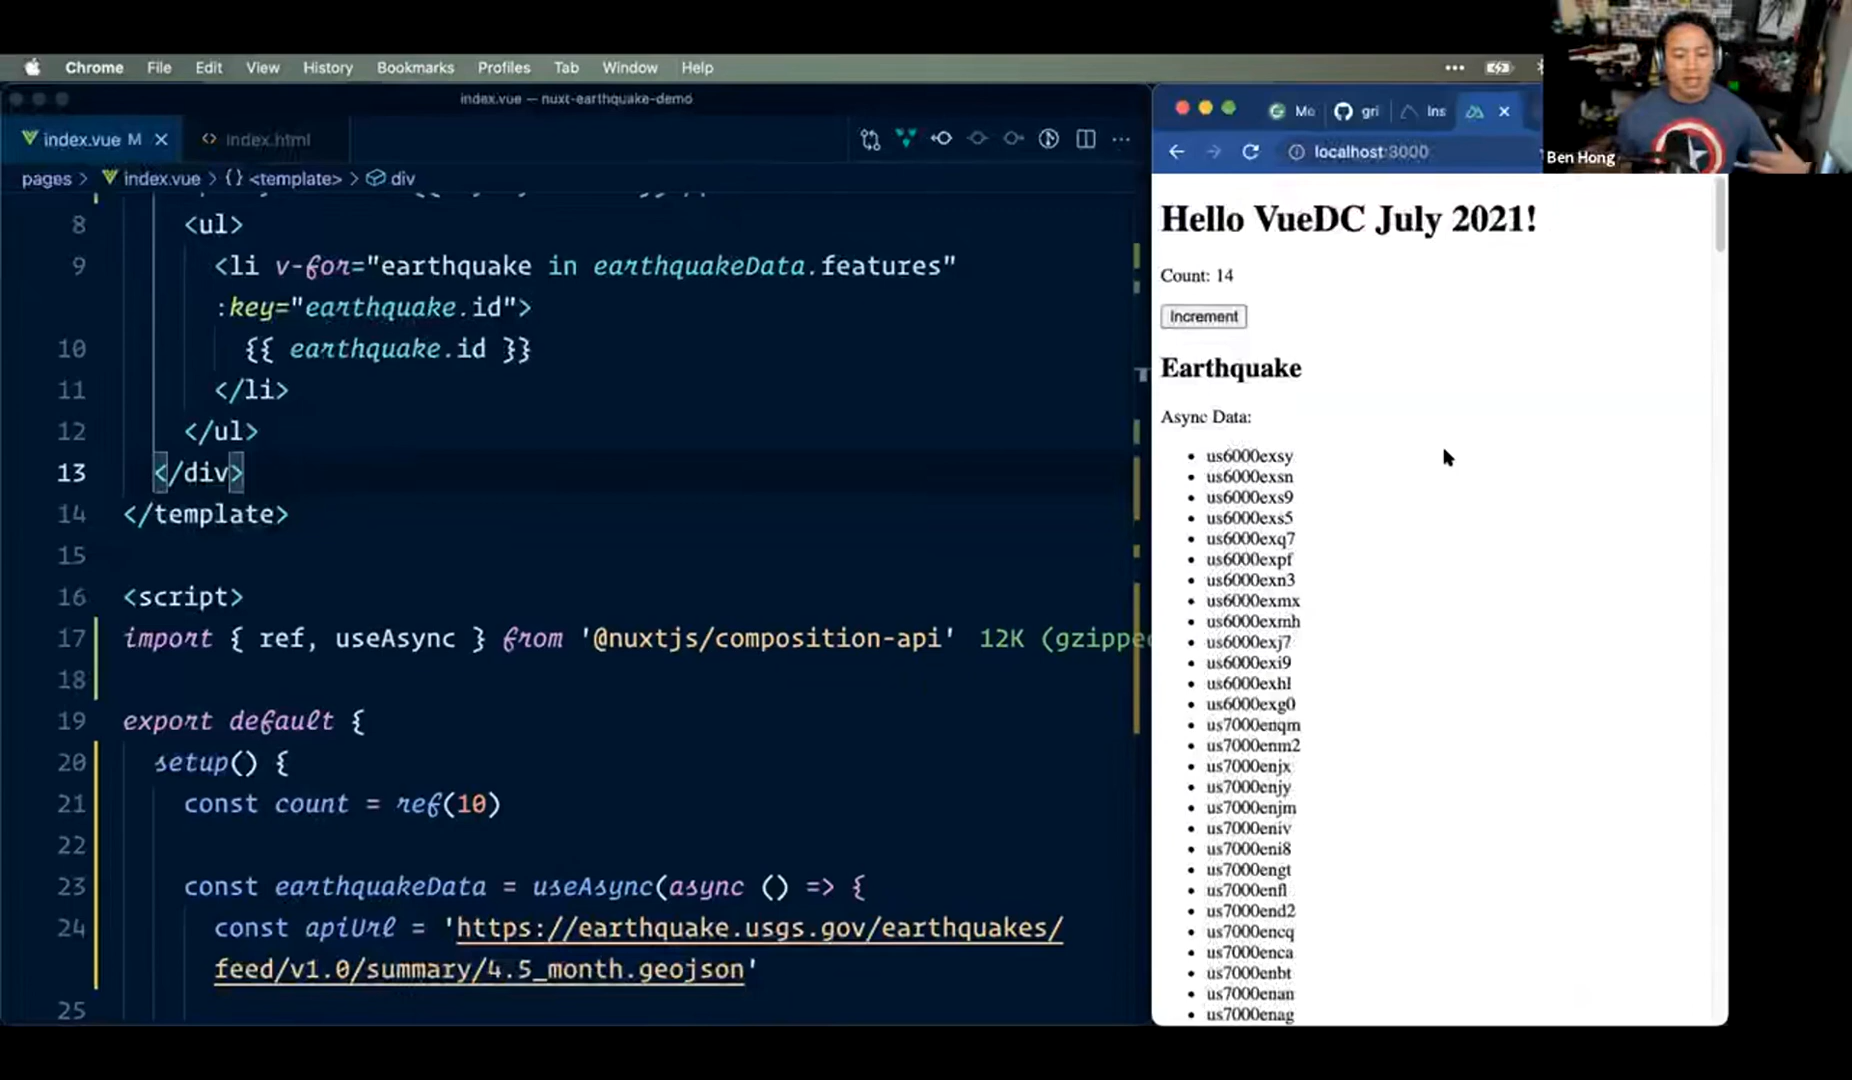 Chrome File Edit View History Bookmarks Profiles Tab Window Help
index.vue — nuxt-earthquake-demo
index.vue M
index.html
pages > index.vue > {} <template> > div
8 <ul>
9 <li v-for="earthquake in earthquakeData.features"
:key="earthquake.id">
10 {{ earthquake.id }}
11 </li>
12 </ul>
13 </div>
14 </template>
15
16 <script>
17 import { ref, useAsync } from '@nuxtjs/composition-api' 12K (gzipped
18
19 export default {
20 setup() {
21 const count = ref(10)
22
23 const earthquakeData = useAsync(async () => {
24 const apiUrl = 'https://earthquake.usgs.gov/earthquakes/
feed/v1.0/summary/4.5_month.geojson'
25
Mo gri Ins
localhost:3000
Ben Hong
Hello VueDC July 2021!
Count: 14
Increment
Earthquake
Async Data:
us6000exsy
us6000exsn
us6000exs9
us6000exs5
us6000exq7
us6000expf
us6000exn3
us6000exmx
us6000exmh
us6000exj7
us6000exi9
us6000exhl
us6000exg0
us7000enqm
us7000enm2
us7000enjx
us7000enjy
us7000enjm
us7000eniv
us7000eni8
us7000engt
us7000enfl
us7000end2
us7000encq
us7000enca
us7000enbt
us7000enan
us7000enag